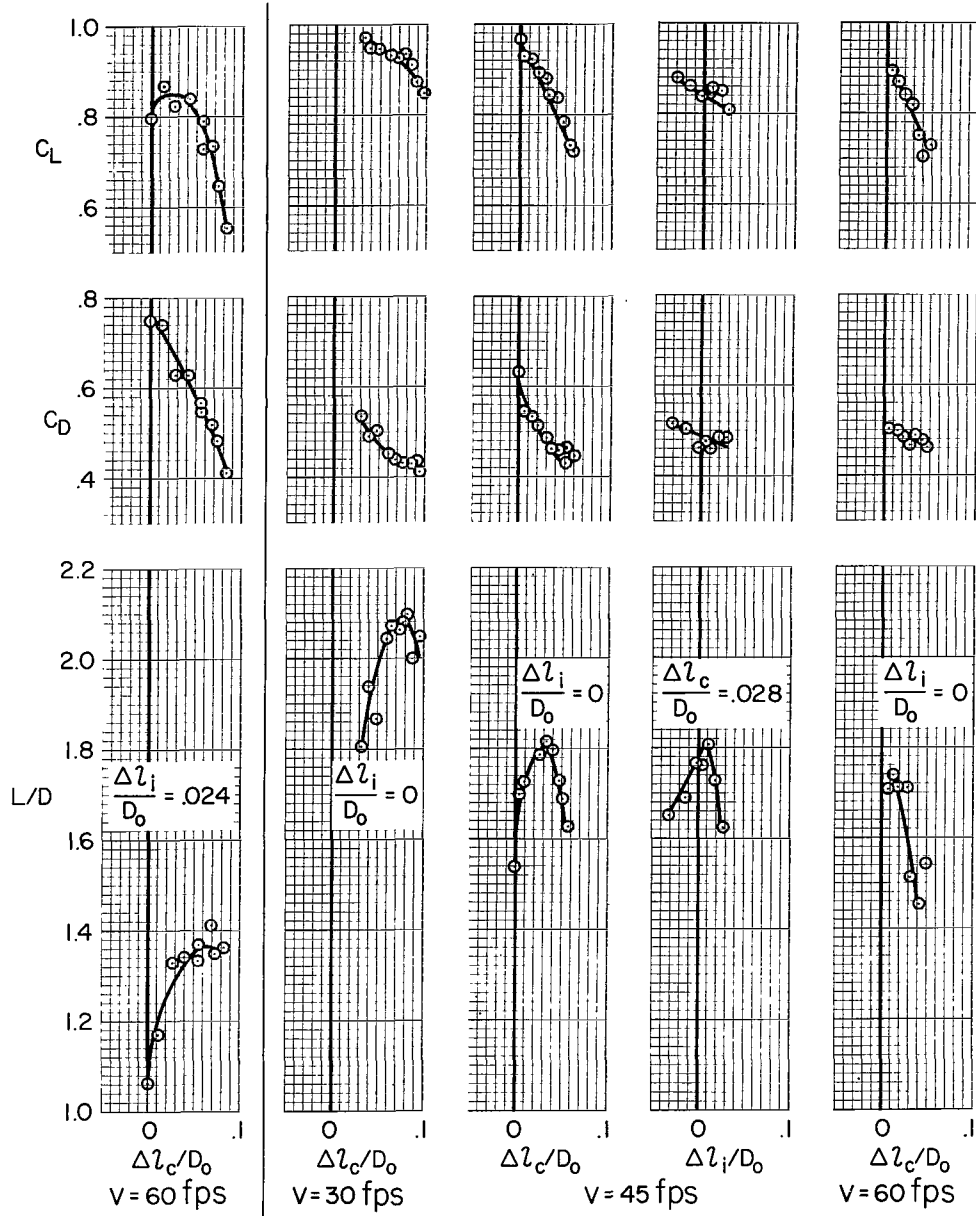 1.0
.8
C_L
.6
.8
.6
C_D
.4
2.2
2.0
1.8
L/D
1.6
1.4
1.2
1.0
Δl_i/D_o = .024
Δl_i/D_o = 0
Δl_i/D_o = 0
Δl_c/D_o = .028
Δl_i/D_o = 0
0 .1 0 .1 0 .1 0 .1 0 .1
Δl_c/D_o Δl_c/D_o Δl_c/D_o Δl_i/D_o Δl_c/D_o
V = 60 fps V = 30 fps V = 45 fps V = 60 fps